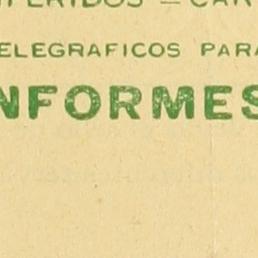 FERIDOS — CAR
ELEGRAFICOS PARA
NFORMES